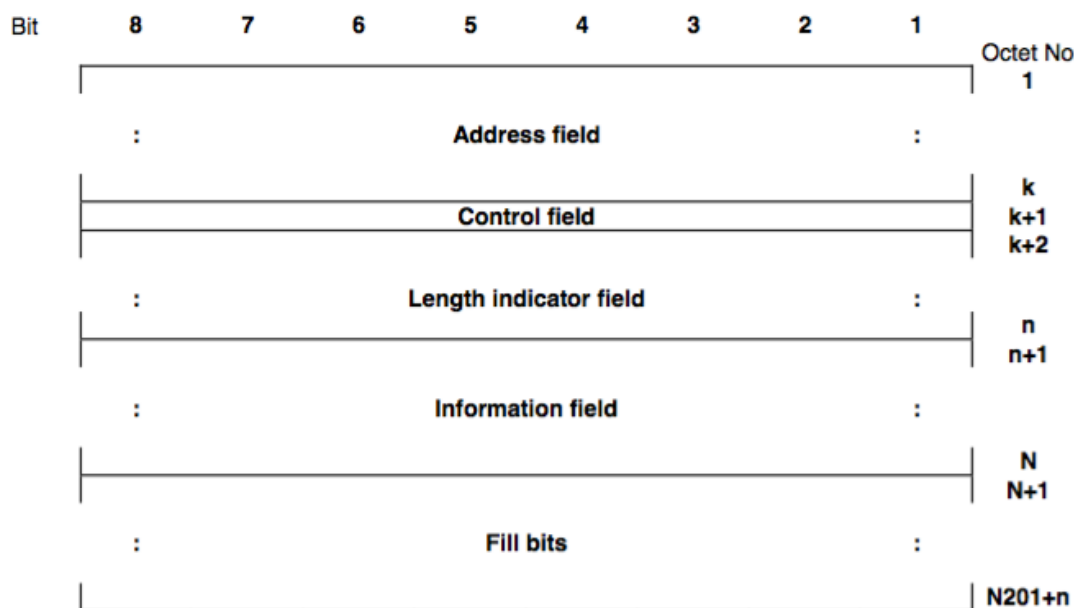 Bit 8 7 6 5 4 3 2 1
Octet No
1
: Address field :
k
Control field k+1
k+2
: Length indicator field :
n
n+1
: Information field :
N
N+1
: Fill bits :
N201+n